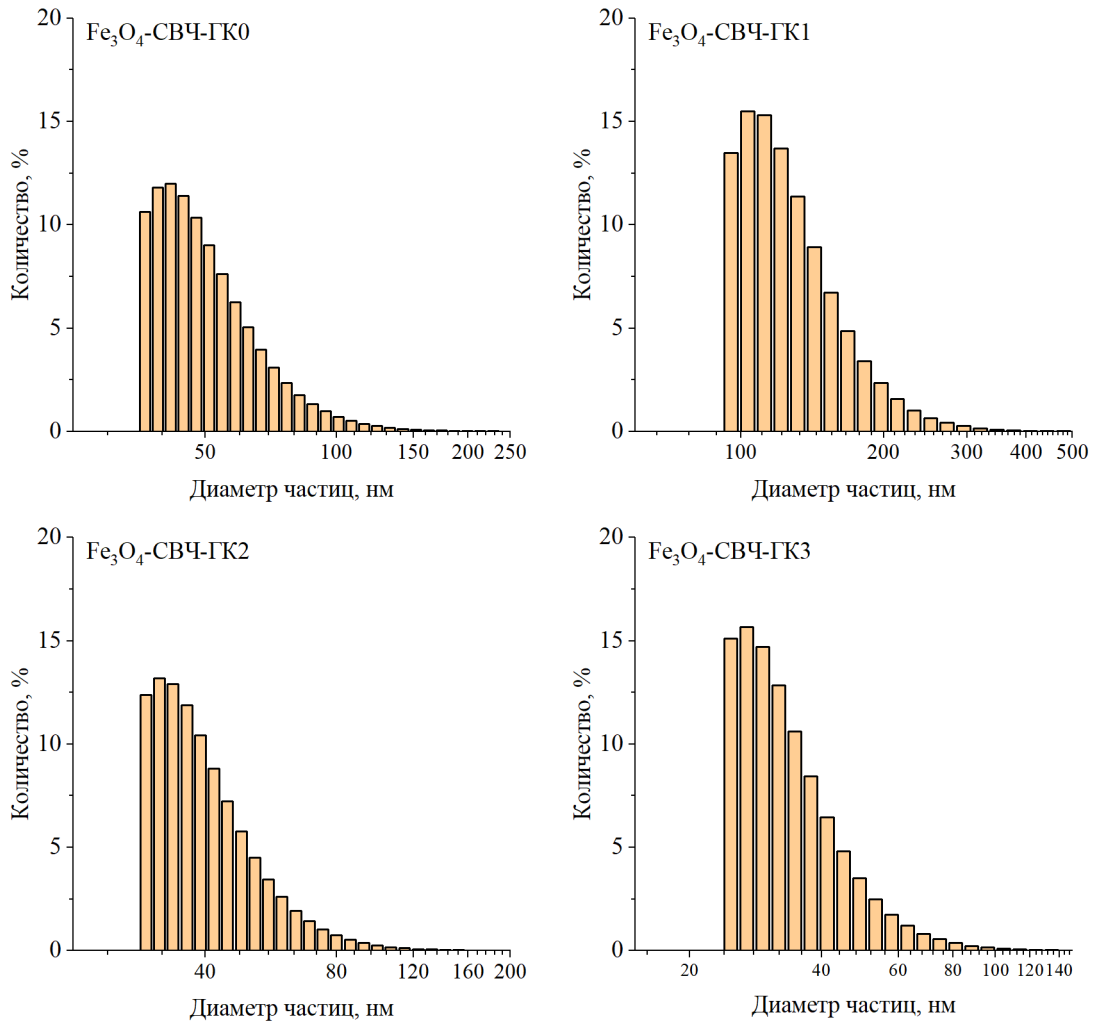 Fe₃O₄-СВЧ-ГК0
20
15
10
5
0
Количество, %
50 100 150 200 250
Диаметр частиц, нм
Fe₃O₄-СВЧ-ГК1
20
15
10
5
0
Количество, %
100 200 300 400 500
Диаметр частиц, нм
Fe₃O₄-СВЧ-ГК2
20
15
10
5
0
Количество, %
40 80 120 160 200
Диаметр частиц, нм
Fe₃O₄-СВЧ-ГК3
20
15
10
5
0
Количество, %
20 40 60 80 100 120 140
Диаметр частиц, нм